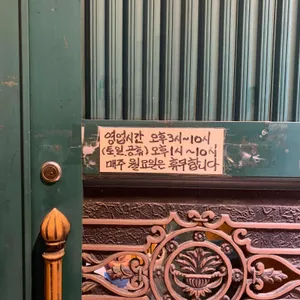 영업시간 오후3시~10시
(토.일.공휴) 오후1시~10시
매주 월요일은 휴무합니다